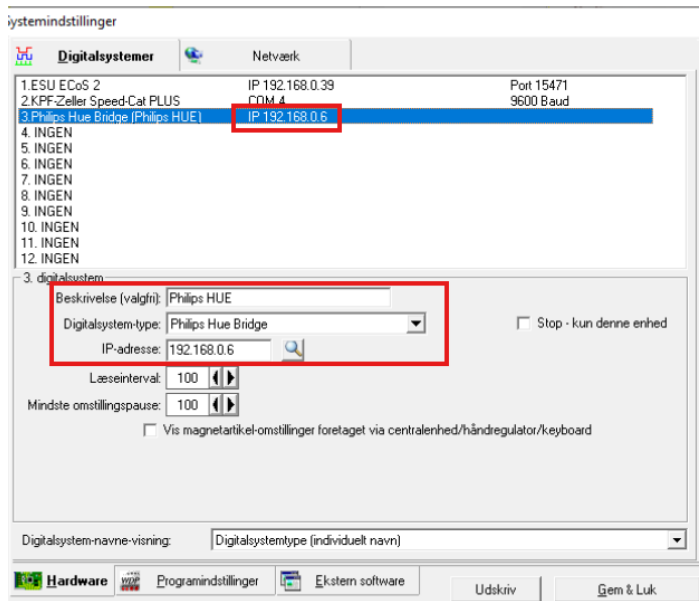 Systemindstillinger
Digitalsystemer Netværk
1.ESU ECoS 2 IP 192.168.0.39 Port 15471
2.KPF-Zeller Speed-Cat PLUS COM 4 9600 Baud
3.Philips Hue Bridge (Philips HUE) IP 192.168.0.6
4. INGEN
5. INGEN
6. INGEN
7. INGEN
8. INGEN
9. INGEN
10. INGEN
11. INGEN
12. INGEN
3. digitalsystem
Beskrivelse (valgfri): Philips HUE
Digitalsystem-type: Philips Hue Bridge Stop - kun denne enhed
IP-adresse: 192.168.0.6
Læseinterval: 100
Mindste omstillingspause: 100
Vis magnetartikel-omstillinger foretaget via centralenhed/håndregulator/keyboard
Digitalsystem-navne-visning: Digitalsystemtype (individuelt navn)
Hardware WDP Programindstillinger Ekstern software Udskriv Gem & Luk